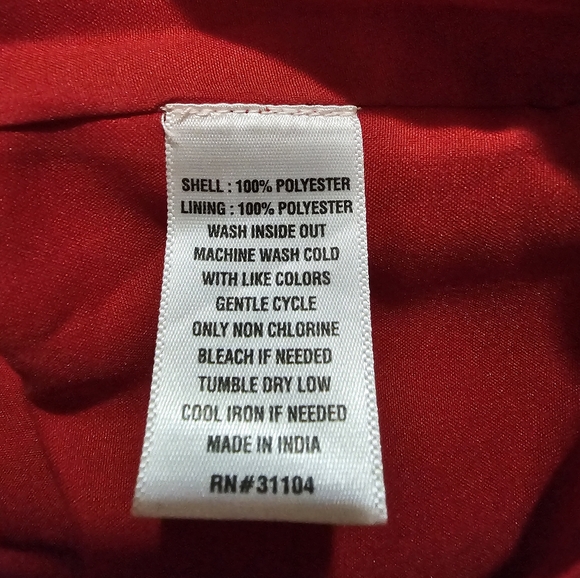 SHELL : 100% POLYESTER
LINING : 100% POLYESTER
WASH INSIDE OUT
MACHINE WASH COLD
WITH LIKE COLORS
GENTLE CYCLE
ONLY NON CHLORINE
BLEACH IF NEEDED
TUMBLE DRY LOW
COOL IRON IF NEEDED
MADE IN INDIA
RN#31104